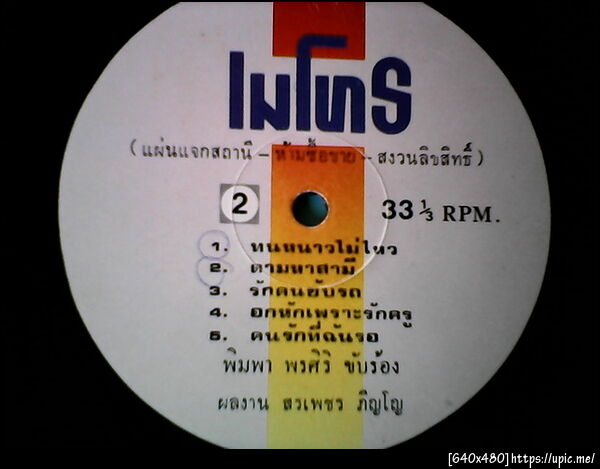 เมโทร
(แผ่นแจกสถานี – ห้ามซื้อขาย – สงวนลิขสิทธิ์)
2
33 1/3 RPM.
1. ทนหนาวไม่ไหว
2. ตามหาสามี
3. รักคนขับรถ
4. อกหักเพราะรักครู
5. คนรักที่ฉันรอ
พิมพา พรศิริ ขับร้อง
ผลงาน สรเพชร ภิญโญ
[640x480]https://upic.me/